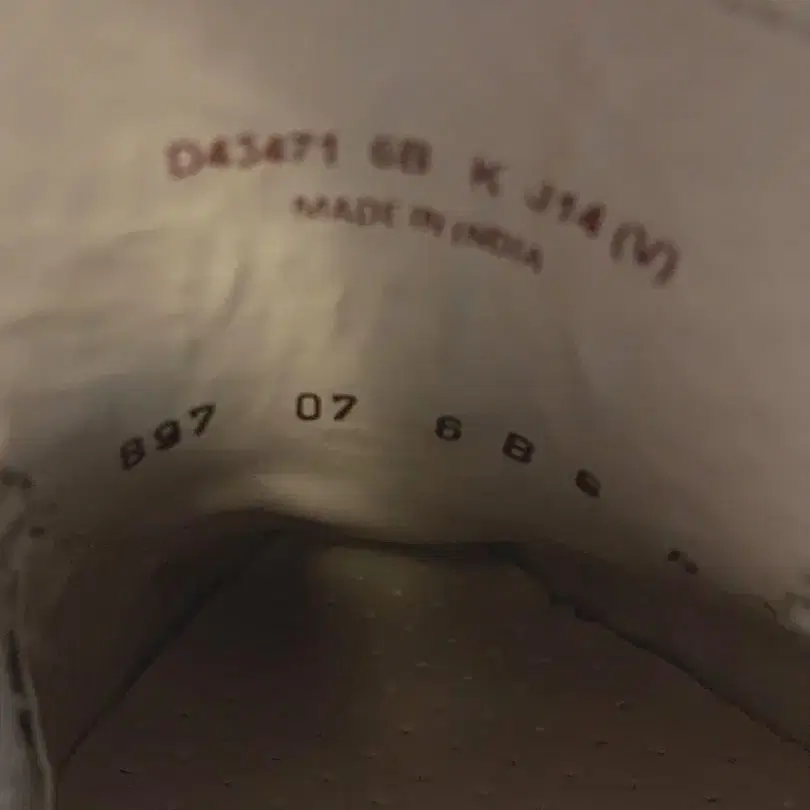 D43471 6B K J14 (V)
MADE IN INDIA
897 07 6 B 6